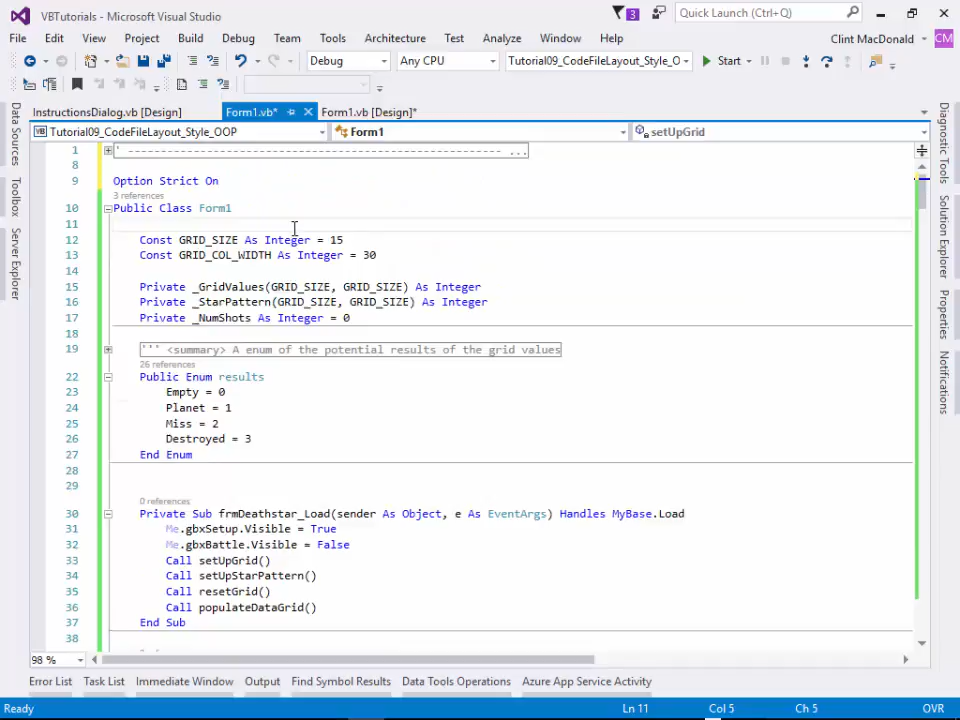 VBTutorials - Microsoft Visual Studio
3
Quick Launch (Ctrl+Q)
File Edit View Project Build Debug Team Tools Architecture Test Analyze Window Help
Clint MacDonald CM
Debug Any CPU Tutorial09_CodeFileLayout_Style_O Start
InstructionsDialog.vb [Design] Form1.vb* Form1.vb [Design]*
VB Tutorial09_CodeFileLayout_Style_OOP Form1 setUpGrid
Data Sources
Toolbox
Server Explorer
1 ' --------------------------------------------------------- ...
8
9 Option Strict On
3 references
10 Public Class Form1
11
12 Const GRID_SIZE As Integer = 15
13 Const GRID_COL_WIDTH As Integer = 30
14
15 Private _GridValues(GRID_SIZE, GRID_SIZE) As Integer
16 Private _StarPattern(GRID_SIZE, GRID_SIZE) As Integer
17 Private _NumShots As Integer = 0
18
19 ''' <summary> A enum of the potential results of the grid values
26 references
22 Public Enum results
23 Empty = 0
24 Planet = 1
25 Miss = 2
26 Destroyed = 3
27 End Enum
28
29
0 references
30 Private Sub frmDeathstar_Load(sender As Object, e As EventArgs) Handles MyBase.Load
31 Me.gbxSetup.Visible = True
32 Me.gbxBattle.Visible = False
33 Call setUpGrid()
34 Call setUpStarPattern()
35 Call resetGrid()
36 Call populateDataGrid()
37 End Sub
38
Diagnostic Tools
Solution Explorer
Properties
Notifications
98 %
Error List Task List Immediate Window Output Find Symbol Results Data Tools Operations Azure App Service Activity
Ready Ln 11 Col 5 Ch 5 OVR